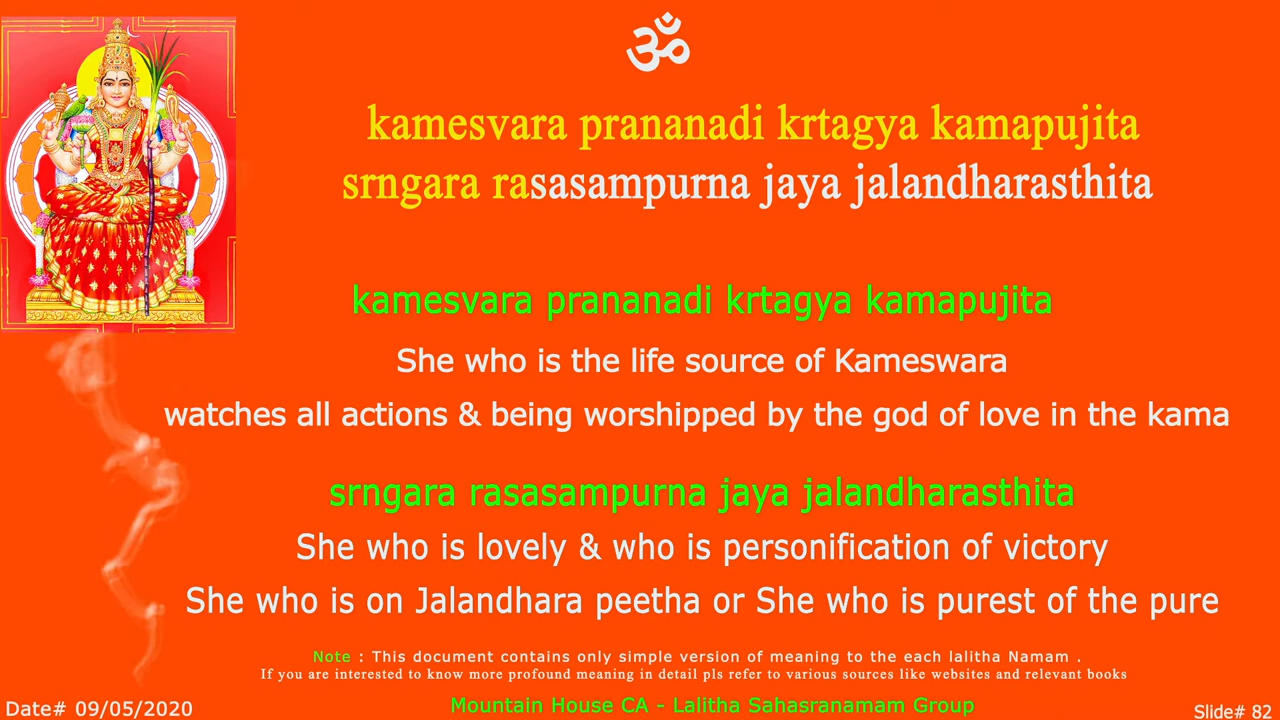 ॐ
kamesvara prananadi krtagya kamapujita
srngara rasasampurna jaya jalandharasthita
kamesvara prananadi krtagya kamapujita
She who is the life source of Kameswara
watches all actions & being worshipped by the god of love in the kama
srngara rasasampurna jaya jalandharasthita
She who is lovely & who is personification of victory
She who is on Jalandhara peetha or She who is purest of the pure
Note : This document contains only simple version of meaning to the each lalitha Namam .
If you are interested to know more profound meaning in detail pls refer to various sources like websites and relevant books
Date# 09/05/2020
Mountain House CA - Lalitha Sahasranamam Group
Slide# 82